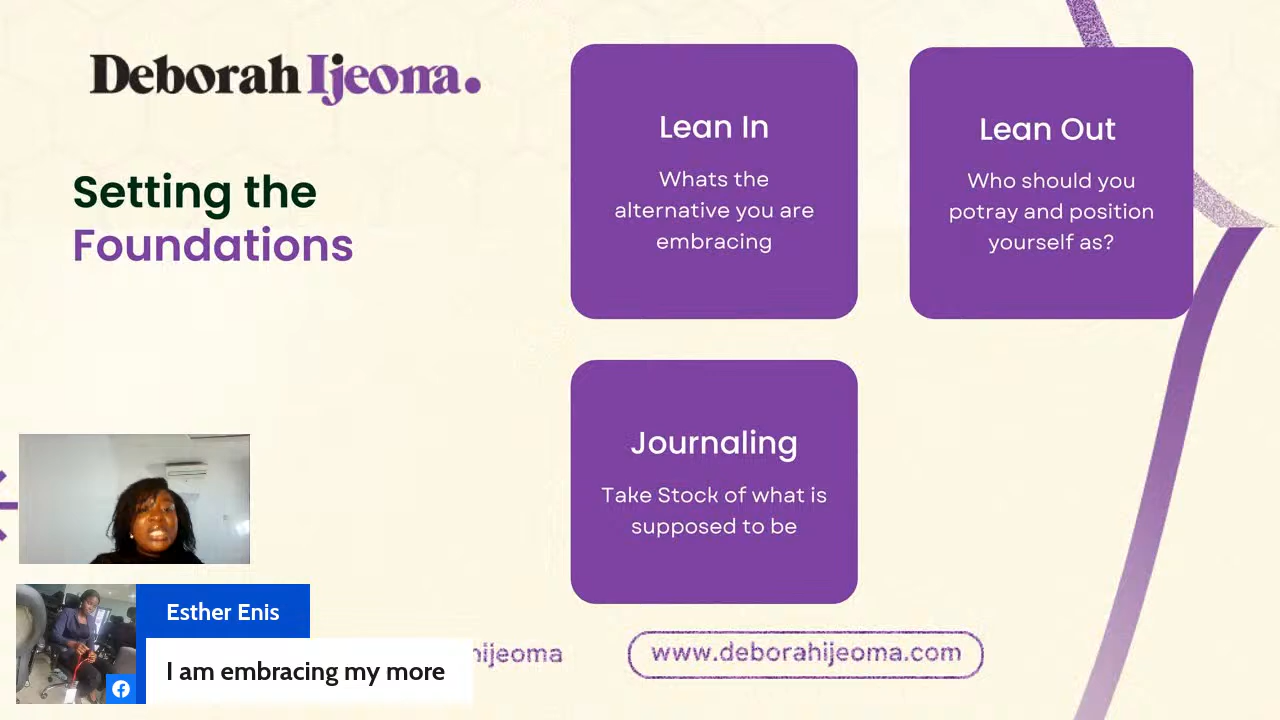 Deborah Ijeoma.
Setting the
Foundations
Lean In
Whats the
alternative you are
embracing
Lean Out
Who should you
potray and position
yourself as?
Journaling
Take Stock of what is
supposed to be
Esther Enis
I am embracing my more
hijeoma
www.deborahijeoma.com